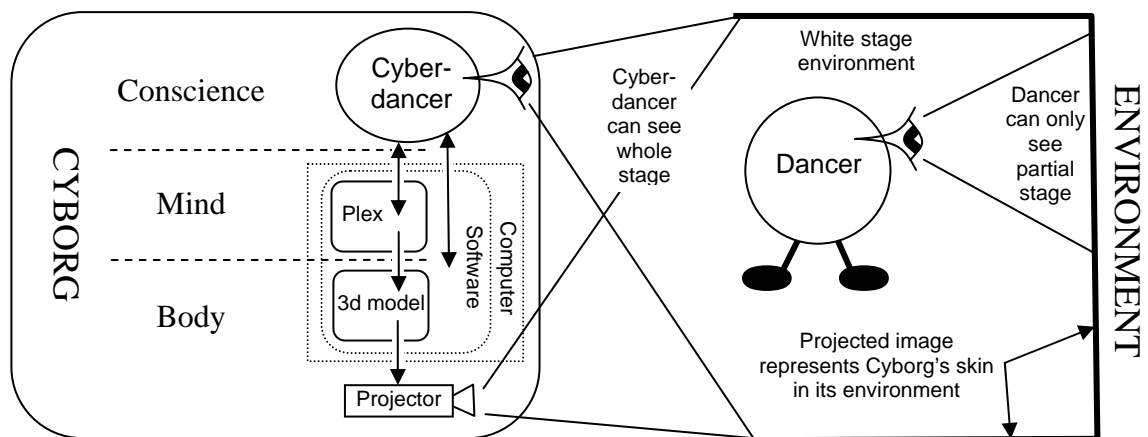 CYBORG
Conscience
Mind
Body
Cyber-
dancer
Plex
3d model
Software
Computer
Projector
Cyber-
dancer
can see
whole
stage
White stage
environment
Dancer
Dancer
can only
see
partial
stage
Projected image
represents Cyborg's skin
in its environment
ENVIRONMENT